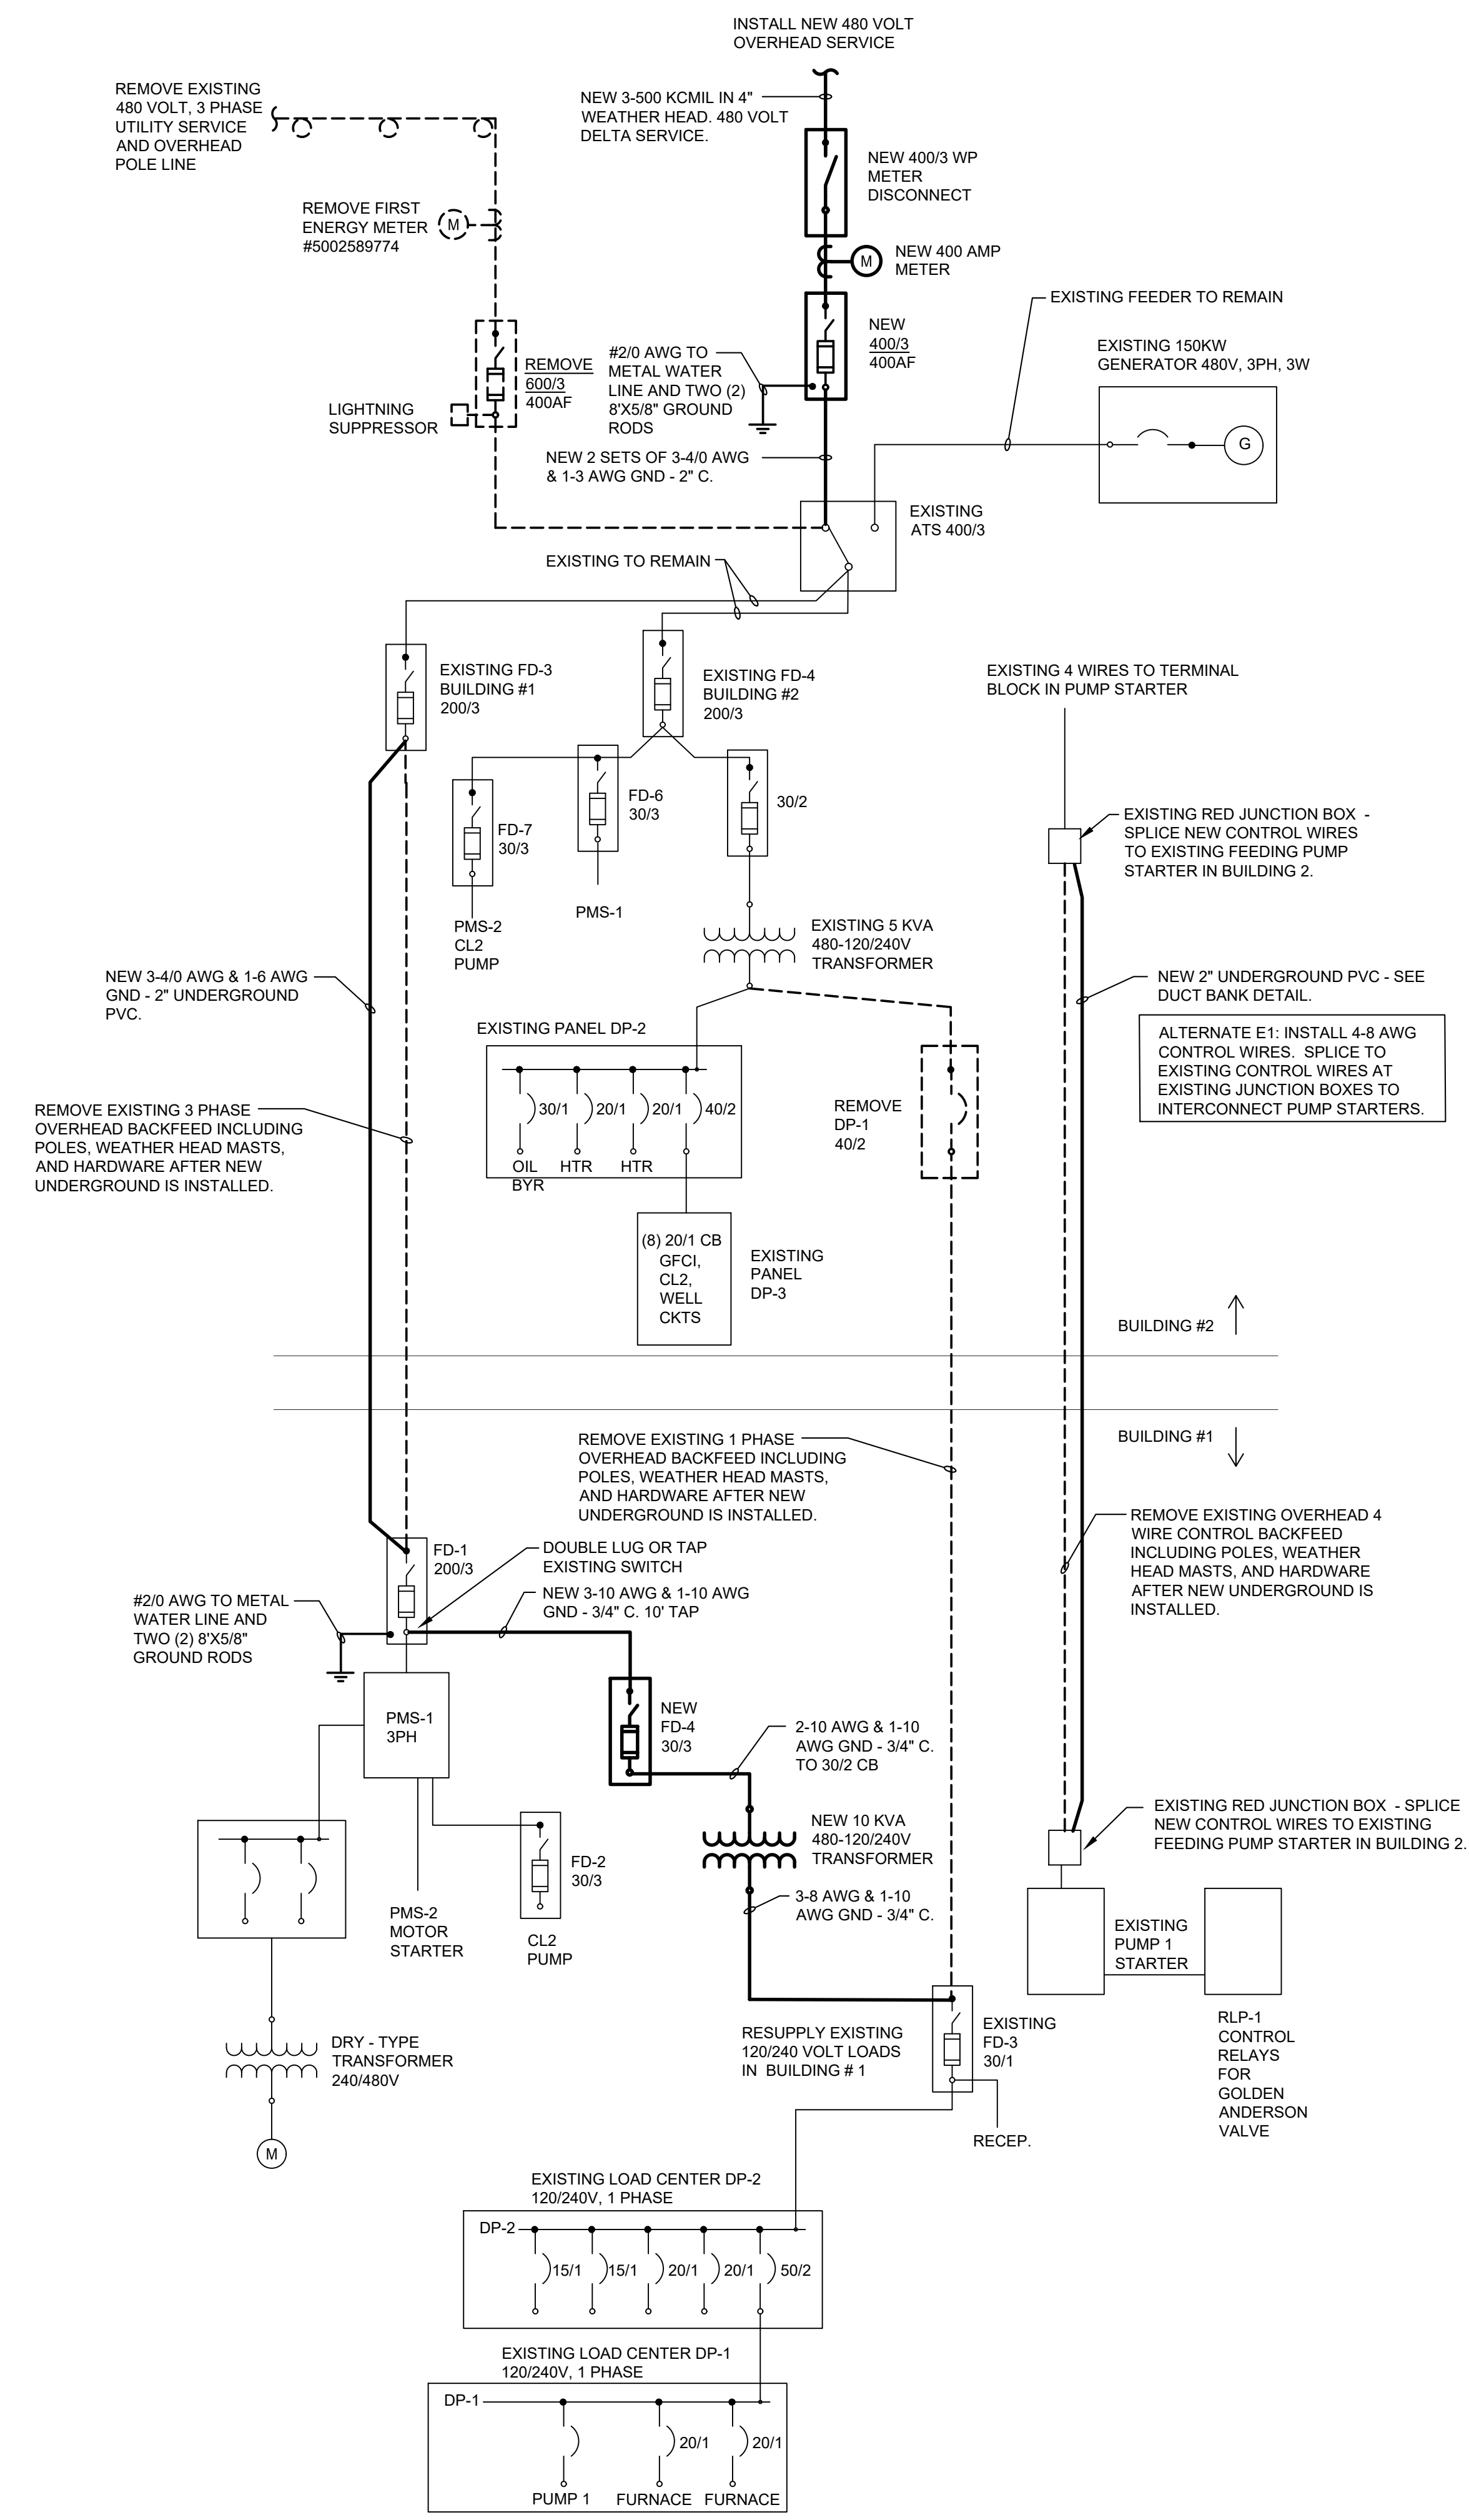 INSTALL NEW 480 VOLT
OVERHEAD SERVICE
REMOVE EXISTING
480 VOLT, 3 PHASE
UTILITY SERVICE
AND OVERHEAD
POLE LINE
NEW 3-500 KCMIL IN 4"
WEATHER HEAD. 480 VOLT
DELTA SERVICE.
NEW 400/3 WP
METER
DISCONNECT
REMOVE FIRST
ENERGY METER
#5002589774
M
M
NEW 400 AMP
METER
EXISTING FEEDER TO REMAIN
EXISTING 150KW
GENERATOR 480V, 3PH, 3W
G
REMOVE
600/3
400AF
LIGHTNING
SUPPRESSOR
#2/0 AWG TO
METAL WATER
LINE AND TWO (2)
8'X5/8" GROUND
RODS
NEW
400/3
400AF
NEW 2 SETS OF 3-4/0 AWG
& 1-3 AWG GND - 2" C.
EXISTING
ATS 400/3
EXISTING TO REMAIN
EXISTING FD-3
BUILDING #1
200/3
EXISTING FD-4
BUILDING #2
200/3
EXISTING 4 WIRES TO TERMINAL
BLOCK IN PUMP STARTER
FD-7
30/3
FD-6
30/3
30/2
PMS-2
CL2
PUMP
PMS-1
EXISTING RED JUNCTION BOX -
SPLICE NEW CONTROL WIRES
TO EXISTING FEEDING PUMP
STARTER IN BUILDING 2.
EXISTING 5 KVA
480-120/240V
TRANSFORMER
NEW 3-4/0 AWG & 1-6 AWG
GND - 2" UNDERGROUND
PVC.
NEW 2" UNDERGROUND PVC - SEE
DUCT BANK DETAIL.
ALTERNATE E1: INSTALL 4-8 AWG
CONTROL WIRES. SPLICE TO
EXISTING CONTROL WIRES AT
EXISTING JUNCTION BOXES TO
INTERCONNECT PUMP STARTERS.
EXISTING PANEL DP-2
30/1
20/1
20/1
40/2
OIL
BYR
HTR
HTR
REMOVE
DP-1
40/2
REMOVE EXISTING 3 PHASE
OVERHEAD BACKFEED INCLUDING
POLES, WEATHER HEAD MASTS,
AND HARDWARE AFTER NEW
UNDERGROUND IS INSTALLED.
(8) 20/1 CB
GFCI,
CL2,
WELL
CKTS
EXISTING
PANEL
DP-3
BUILDING #2
BUILDING #1
REMOVE EXISTING 1 PHASE
OVERHEAD BACKFEED INCLUDING
POLES, WEATHER HEAD MASTS,
AND HARDWARE AFTER NEW
UNDERGROUND IS INSTALLED.
REMOVE EXISTING OVERHEAD 4
WIRE CONTROL BACKFEED
INCLUDING POLES, WEATHER
HEAD MASTS, AND HARDWARE
AFTER NEW UNDERGROUND IS
INSTALLED.
FD-1
200/3
DOUBLE LUG OR TAP
EXISTING SWITCH
NEW 3-10 AWG & 1-10 AWG
GND - 3/4" C. 10' TAP
#2/0 AWG TO METAL
WATER LINE AND
TWO (2) 8'X5/8"
GROUND RODS
PMS-1
3PH
NEW
FD-4
30/3
2-10 AWG & 1-10
AWG GND - 3/4" C.
TO 30/2 CB
NEW 10 KVA
480-120/240V
TRANSFORMER
EXISTING RED JUNCTION BOX - SPLICE
NEW CONTROL WIRES TO EXISTING
FEEDING PUMP STARTER IN BUILDING 2.
FD-2
30/3
PMS-2
MOTOR
STARTER
CL2
PUMP
3-8 AWG & 1-10
AWG GND - 3/4" C.
EXISTING
PUMP 1
STARTER
RLP-1
CONTROL
RELAYS
FOR
GOLDEN
ANDERSON
VALVE
DRY - TYPE
TRANSFORMER
240/480V
M
RESUPPLY EXISTING
120/240 VOLT LOADS
IN BUILDING # 1
EXISTING
FD-3
30/1
RECEP.
EXISTING LOAD CENTER DP-2
120/240V, 1 PHASE
DP-2
15/1
15/1
20/1
20/1
50/2
EXISTING LOAD CENTER DP-1
120/240V, 1 PHASE
DP-1
20/1
20/1
PUMP 1
FURNACE
FURNACE